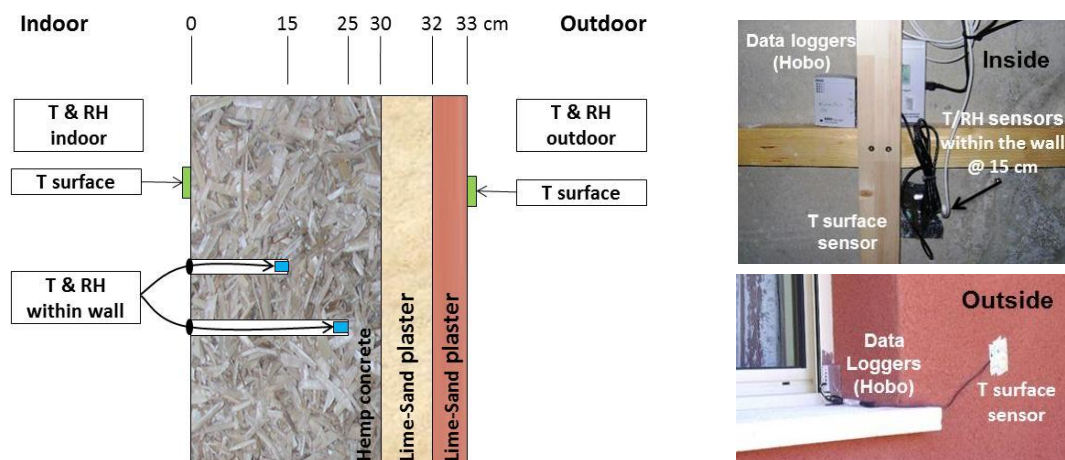 Indoor
0 15 25 30 32 33 cm
Outdoor
T & RH
indoor
T & RH
outdoor
T surface
T surface
T & RH
within wall
Hemp concrete
Lime-Sand plaster
Lime-Sand plaster
Data loggers
(Hobo)
Inside
T/RH sensors
within the wall
@ 15 cm
T surface
sensor
Outside
Data
Loggers
(Hobo)
T surface
sensor